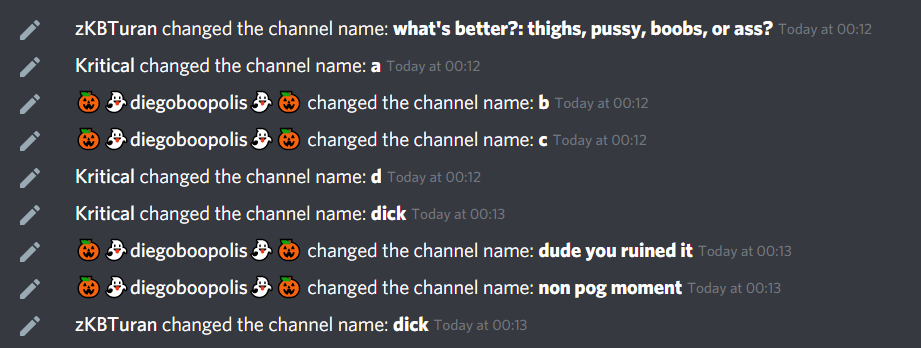 zKBTuran changed the channel name: what's better?: thighs, pussy, boobs, or ass? Today at 00:12
Kritical changed the channel name: a Today at 00:12
🎃👻diegoboopolis👻🎃 changed the channel name: b Today at 00:12
🎃👻diegoboopolis👻🎃 changed the channel name: c Today at 00:12
Kritical changed the channel name: d Today at 00:12
Kritical changed the channel name: dick Today at 00:13
🎃👻diegoboopolis👻🎃 changed the channel name: dude you ruined it Today at 00:13
🎃👻diegoboopolis👻🎃 changed the channel name: non pog moment Today at 00:13
zKBTuran changed the channel name: dick Today at 00:13